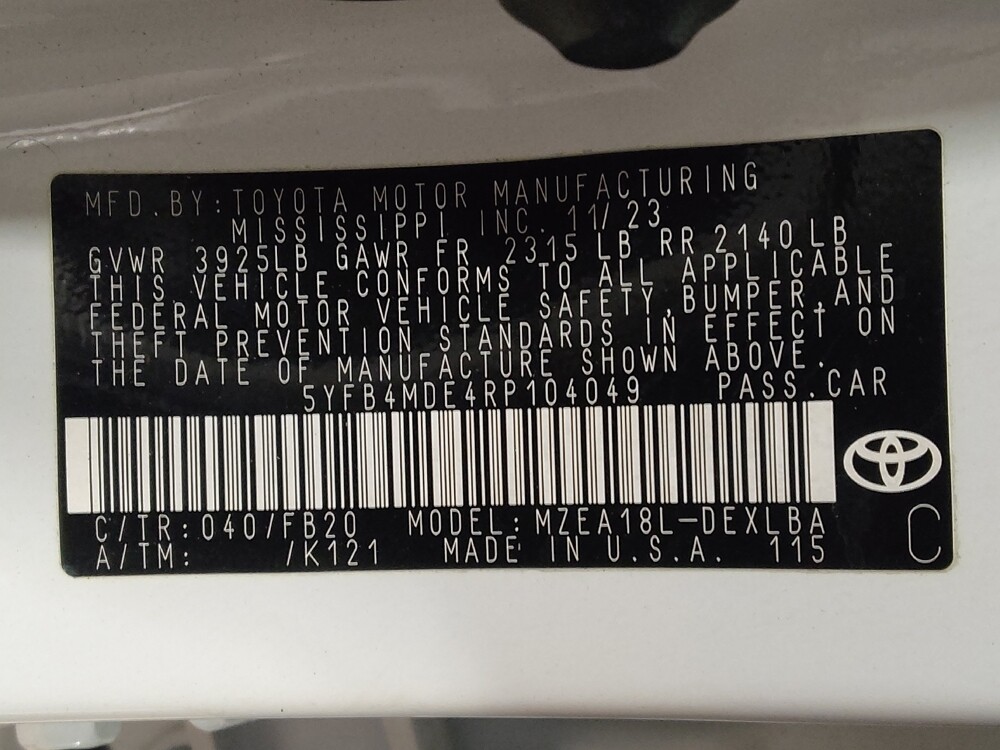 MFD.BY:TOYOTA MOTOR MANUFACTURING
MISSISSIPPI INC. 11/23
GVWR 3925LB GAWR FR 2315 LB RR 2140 LB
THIS VEHICLE CONFORMS TO ALL APPLICABLE
FEDERAL MOTOR VEHICLE SAFETY,BUMPER,AND
THEFT PREVENTION STANDARDS IN EFFECT ON
THE DATE OF MANUFACTURE SHOWN ABOVE.
5YFB4MDE4RP104049 PASS.CAR
C/TR:040/FB20 MODEL:MZEA18L-DEXLBA
A/TM: /K121 MADE IN U.S.A. 115
C